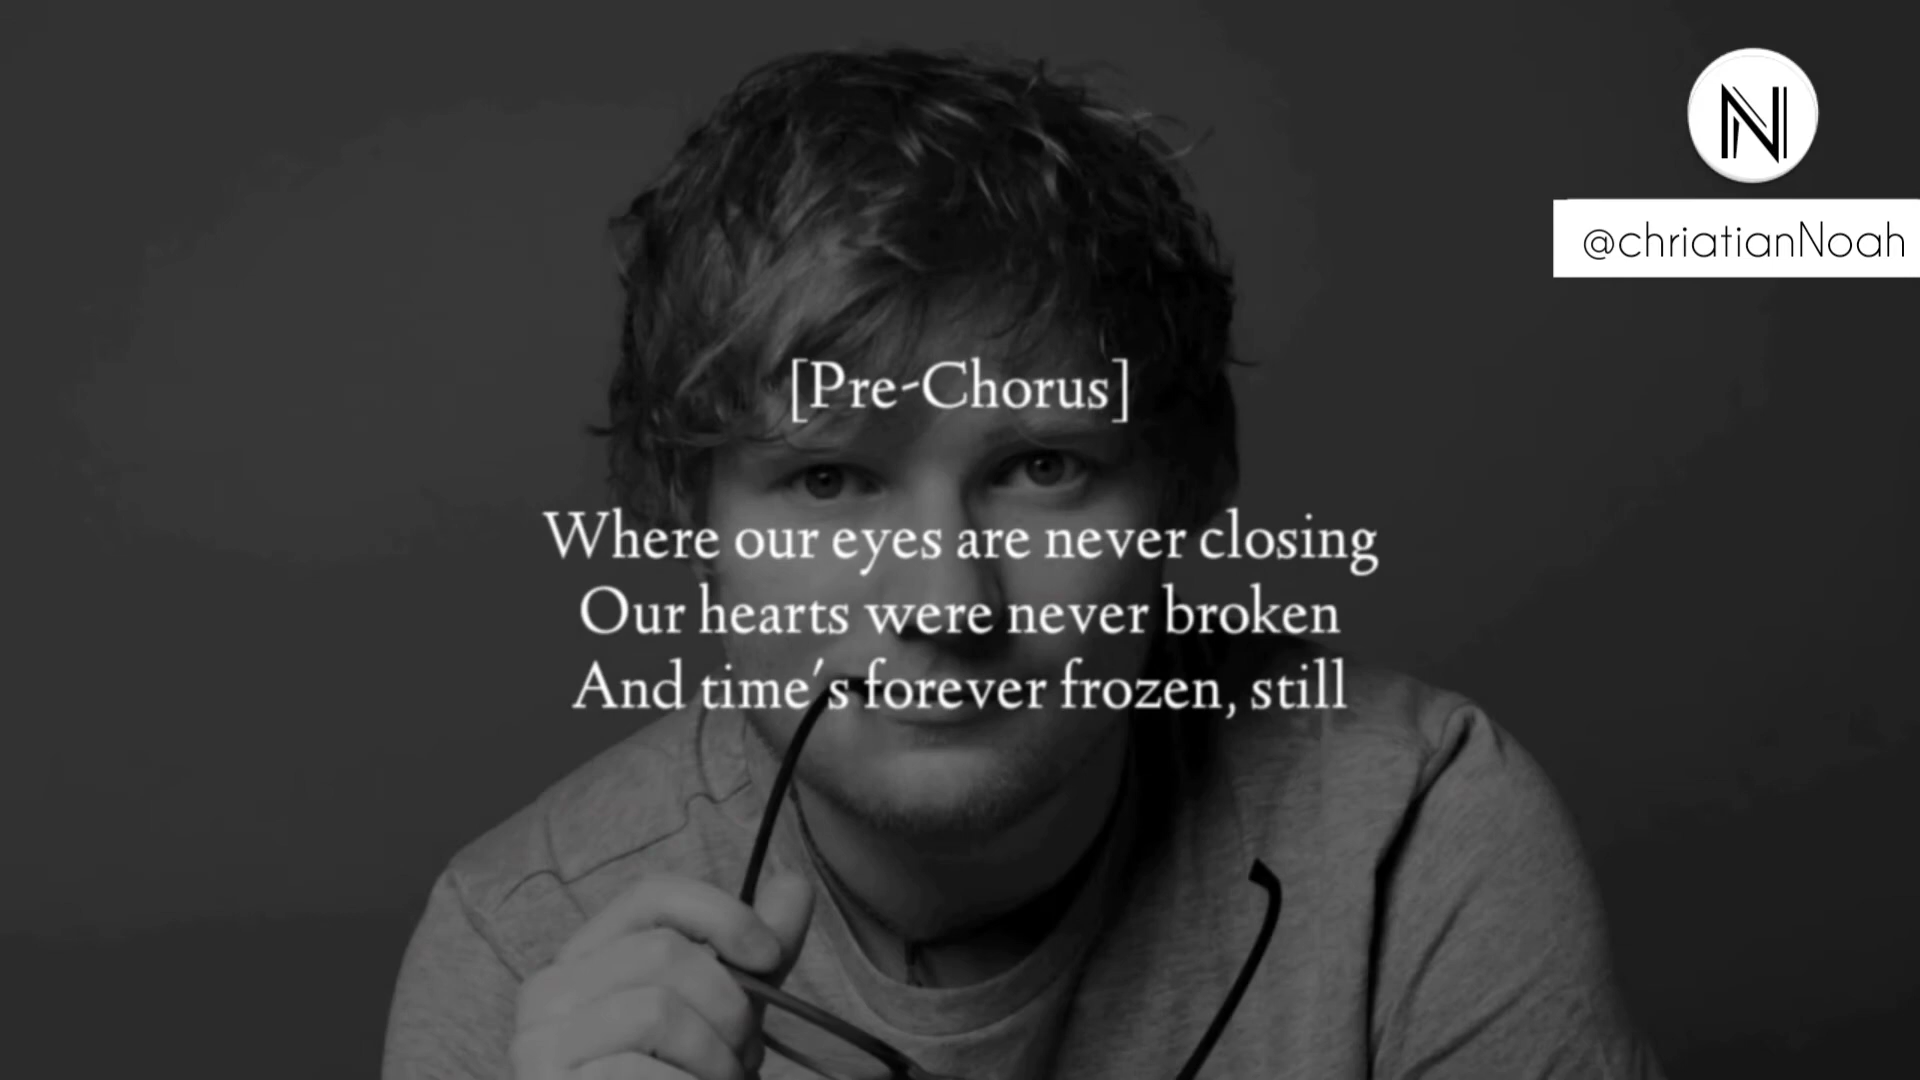 N
@chriatianNoah
[Pre-Chorus]
Where our eyes are never closing
Our hearts were never broken
And time's forever frozen, still